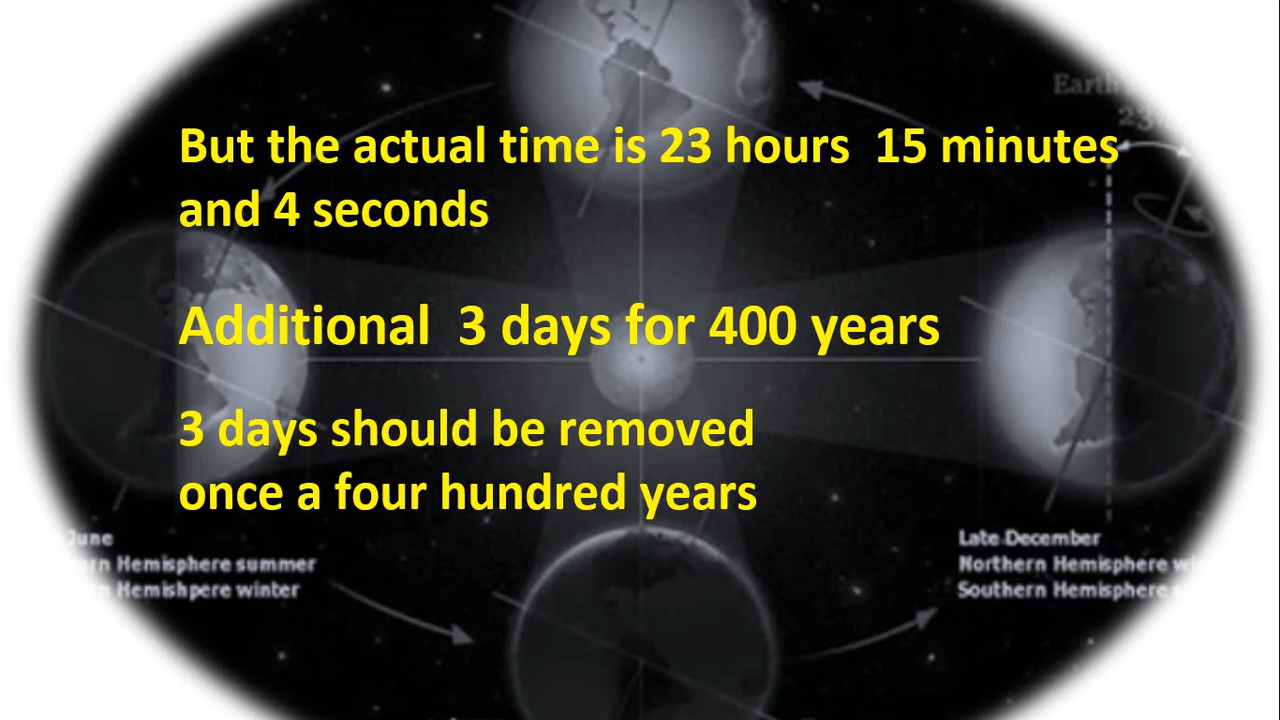 Earth
23
But the actual time is 23 hours 15 minutes
and 4 seconds
Additional 3 days for 400 years
3 days should be removed
once a four hundred years
June
Hemisphere summer
Hemishpere winter
Late December
Northern Hemisphere
Southern Hemisphere